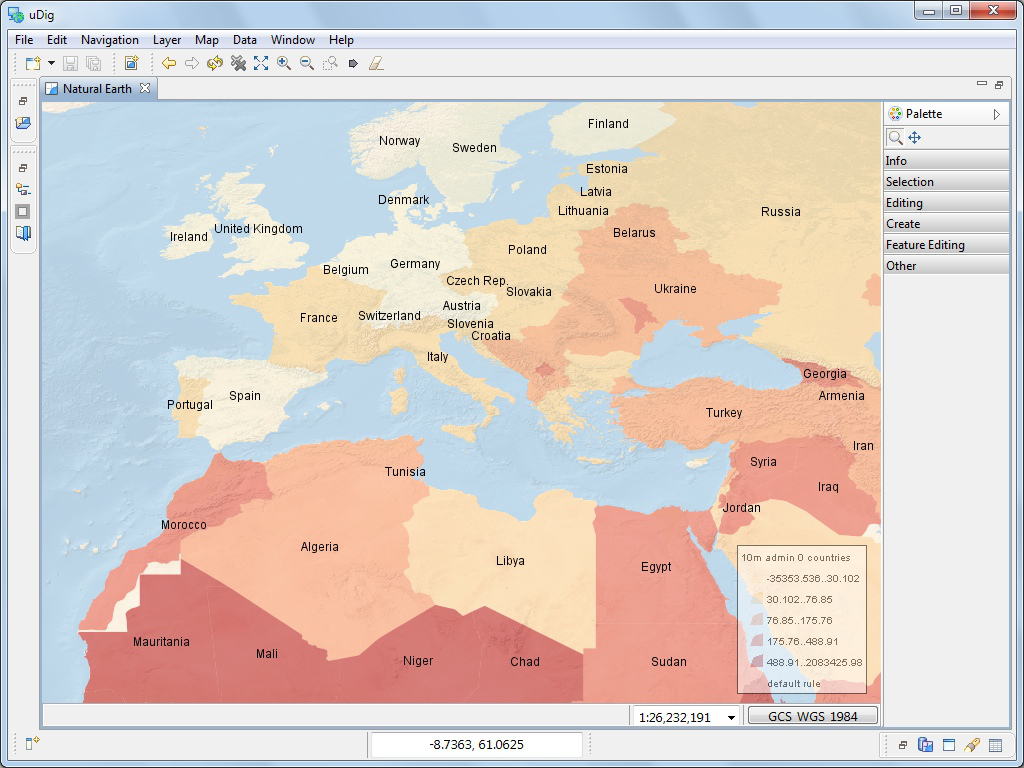 uDig
File Edit Navigation Layer Map Data Window Help
Natural Earth
Palette
Info
Selection
Editing
Create
Feature Editing
Other
Finland
Norway
Sweden
Estonia
Latvia
Denmark
Lithuania
Russia
United Kingdom
Ireland
Belarus
Poland
Germany
Belgium
Czech Rep.
Slovakia
Ukraine
Austria
France
Switzerland
Slovenia
Croatia
Italy
Georgia
Spain
Armenia
Portugal
Turkey
Iran
Syria
Tunisia
Iraq
Jordan
Morocco
Algeria
Libya
Egypt
Mauritania
Mali
Niger
Chad
Sudan
10m admin 0 countries
-35353.536..30.102
30.102..76.85
76.85..175.76
175.76..488.91
488.91..2083425.98
default rule
1:26,232,191
GCS_WGS_1984
-8.7363, 61.0625